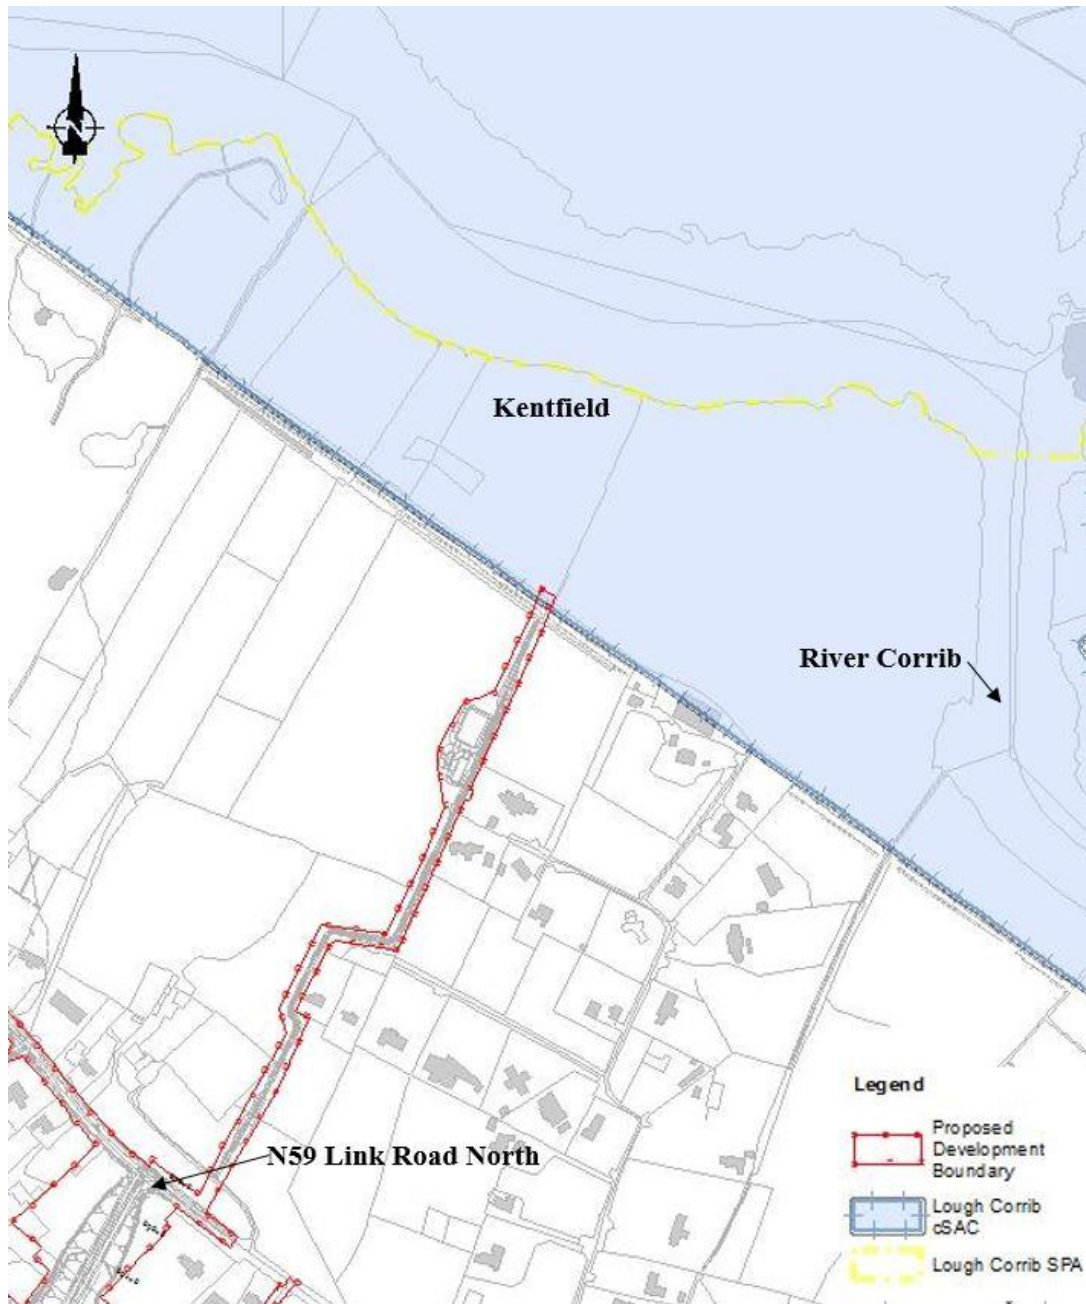 N
Kentfield
River Corrib
N59 Link Road North
Legend
Proposed
Development
Boundary
Lough Corrib
cSAC
Lough Corrib SPA